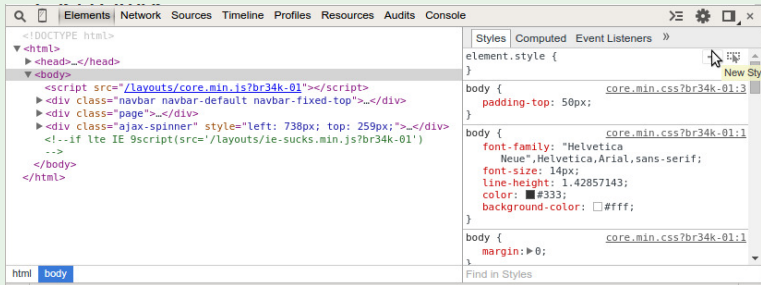 Elements Network Sources Timeline Profiles Resources Audits Console
<!DOCTYPE html>
<html>
<head>…</head>
<body>
<script src="/layouts/core.min.js?br34k-01"></script>
<div class="navbar navbar-default navbar-fixed-top">…</div>
<div class="page">…</div>
<div class="ajax-spinner" style="left: 738px; top: 259px;">…</div>
<!--if lte IE 9script(src='/layouts/ie-sucks.min.js?br34k-01')
-->
</body>
</html>
html body
Styles Computed Event Listeners »
element.style {
}
New Sty
body { core.min.css?br34k-01:3
padding-top: 50px;
}
body { core.min.css?br34k-01:1
font-family: "Helvetica
Neue",Helvetica,Arial,sans-serif;
font-size: 14px;
line-height: 1.42857143;
color: #333;
background-color: #fff;
}
body { core.min.css?br34k-01:1
margin: 0;
}
Find in Styles